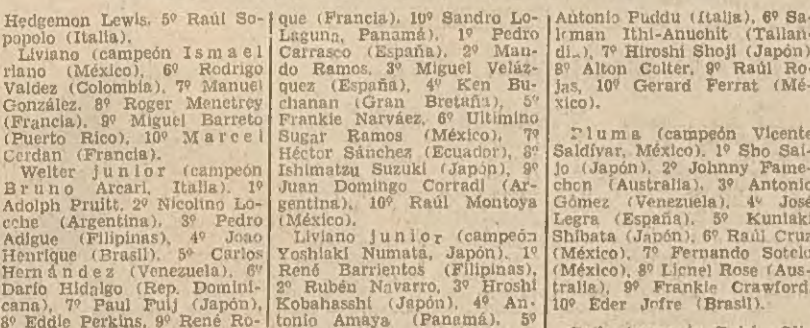 Hedgemon Lewis. 5º Raúl So-
popolo (Italia).
Liviano (campeón Ismael
rlano (México), 6º Rodrigo
Valdez (Colombia), 7º Manuel
González. 8º Roger Menetrey
(Francia), 9º Miguel Barreto
(Puerto Rico), 10º Marcel
Cerdan (Francia).
Welter junior (campeón
Bruno Arcari, Italia). 1º
Adolph Pruitt. 2º Nicolino Lo-
cche (Argentina). 3º Pedro
Adigue (Filipinas), 4º Joao
Henrique (Brasil). 5º Carlos
Hernández (Venezuela), 6º
Darío Hidalgo (Rep. Domini-
cana), 7º Paul Fuij (Japón),
8º Eddie Perkins, 9º René Ro-
que (Francia). 10º Sandro Lo-
Laguna, Panamá). 1º Pedro
Carrasco (España). 2º Man-
do Ramos, 3º Miguel Veláz-
quez (España), 4º Ken Bu-
chanan (Gran Bretaña), 5º
Frankie Narváez, 6º Ultimino
Sugar Ramos (México), 7º
Héctor Sánchez (Ecuador), 8º
Ishimatzu Suzuki (Japón), 9º
Juan Domingo Corradi (Ar-
gentina). 10º Raúl Montoya
(México).
Liviano junior (campeón
Yoshiaki Numata, Japón). 1º
René Barrientos (Filipinas),
2º Rubén Navarro, 3º Hroshi
Kobahasshi (Japón), 4º An-
tonio Amaya (Panamá). 5º
Antonio Puddu (Italia), 6º Sa-
leman Ithi-Anuchit (Tailan-
dia), 7º Hiroshi Shoji (Japón)
8º Alton Colter, 9º Raúl Ro-
jas, 10º Gerard Ferrat (Mé-
xico).
Pluma (campeón Vicente
Saldívar, México). 1º Sho Sai-
jo (Japón). 2º Johnny Fame-
chon (Australia). 3º Antonio
Gómez (Venezuela), 4º José
Legra (España). 5º Kuniaki
Shibata (Japón), 6º Raúl Cruz
(México), 7º Fernando Sotelo
(México), 8º Lionel Rose (Aus-
tralia), 9º Frankie Crawford
10º Eder Jofre (Brasil).